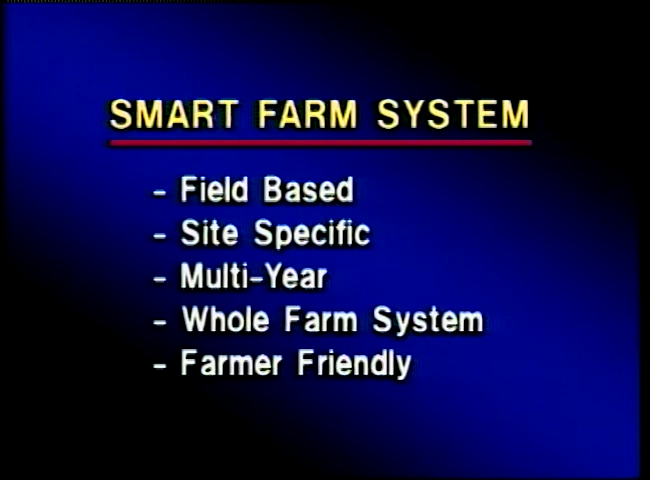 SMART FARM SYSTEM
- Field Based
- Site Specific
- Multi-Year
- Whole Farm System
- Farmer Friendly